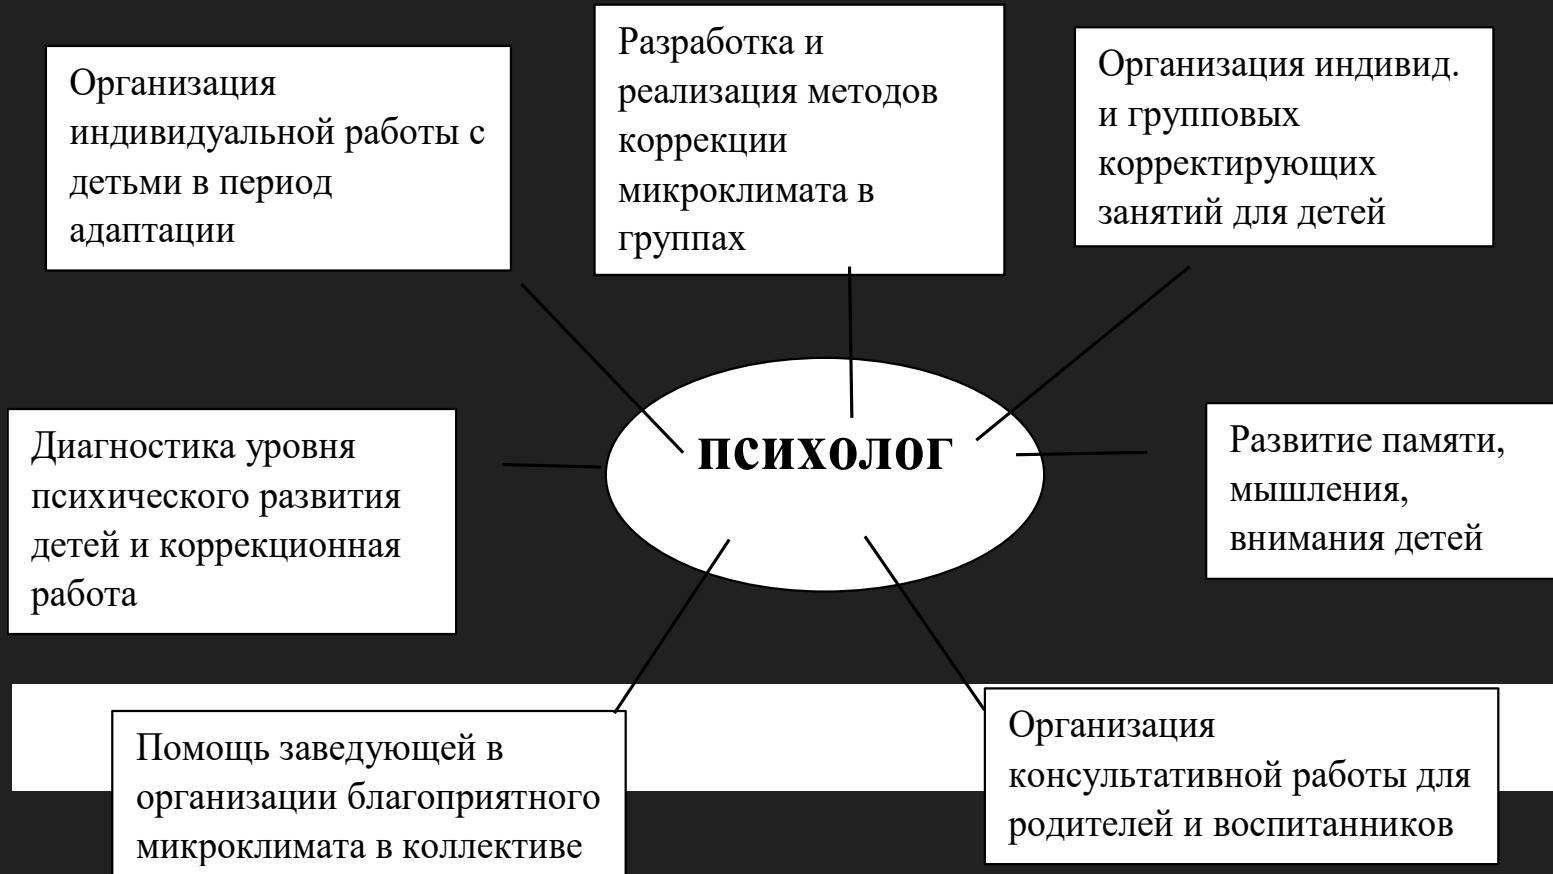 Организация
индивидуальной работы с
детьми в период
адаптации
Разработка и
реализация методов
коррекции
микроклимата в
группах
Организация индивид.
и групповых
корректирующих
занятий для детей
Диагностика уровня
психического развития
детей и коррекционная
работа
психолог
Развитие памяти,
мышления,
внимания детей
Помощь заведующей в
организации благоприятного
микроклимата в коллективе
Организация
консультативной работы для
родителей и воспитанников